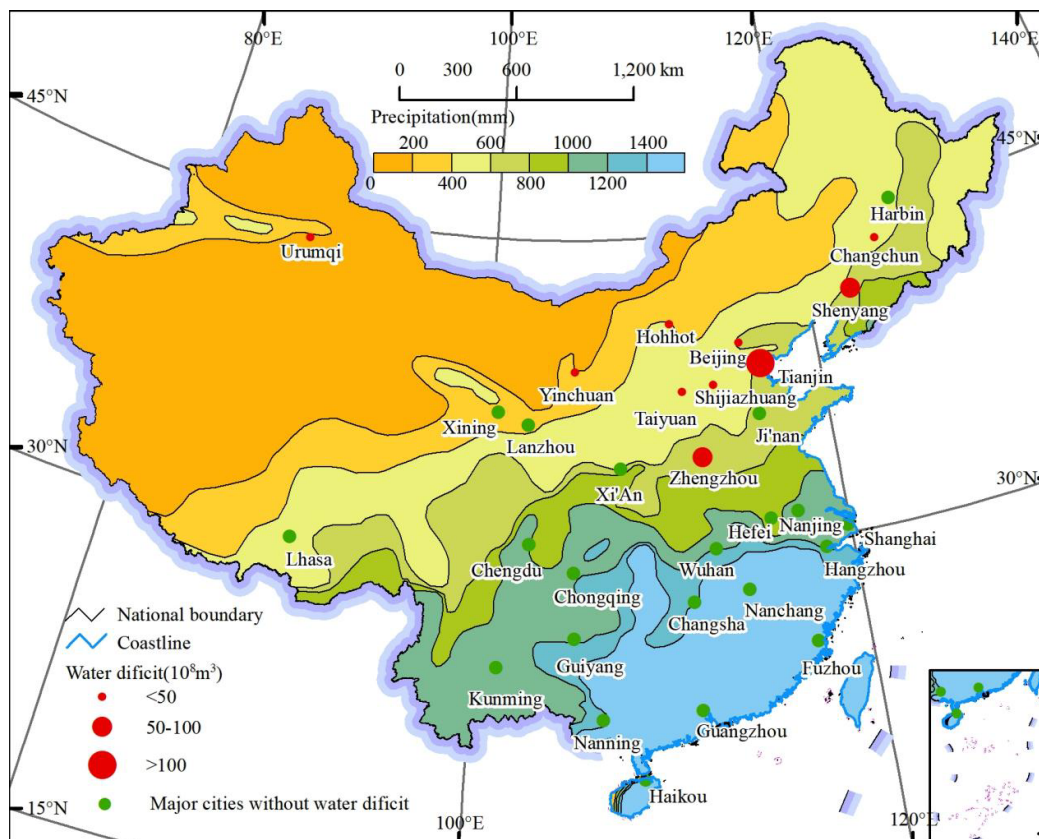 80°E
100°E
120°E
140°E
45°N
0 300 600 1,200 km
Precipitation(mm)
200 600 1000 1400
0 400 800 1200
45°N
Harbin
Changchun
Urumqi
Shenyang
Hohhot
Beijing
Tianjin
Yinchuan
Shijiazhuang
Taiyuan
Xining
Lanzhou
Ji'nan
30°N
Zhengzhou
Xi'An
30°N
Hefei
Nanjing
Shanghai
Lhasa
Chengdu
Wuhan
Hangzhou
Chongqing
Nanchang
Changsha
National boundary
Coastline
Guiyang
Fuzhou
Water dificit(10⁸m³)
Kunming
<50
50-100
Guangzhou
Nanning
>100
Haikou
Major cities without water deficit
15°N
100°E
120°E